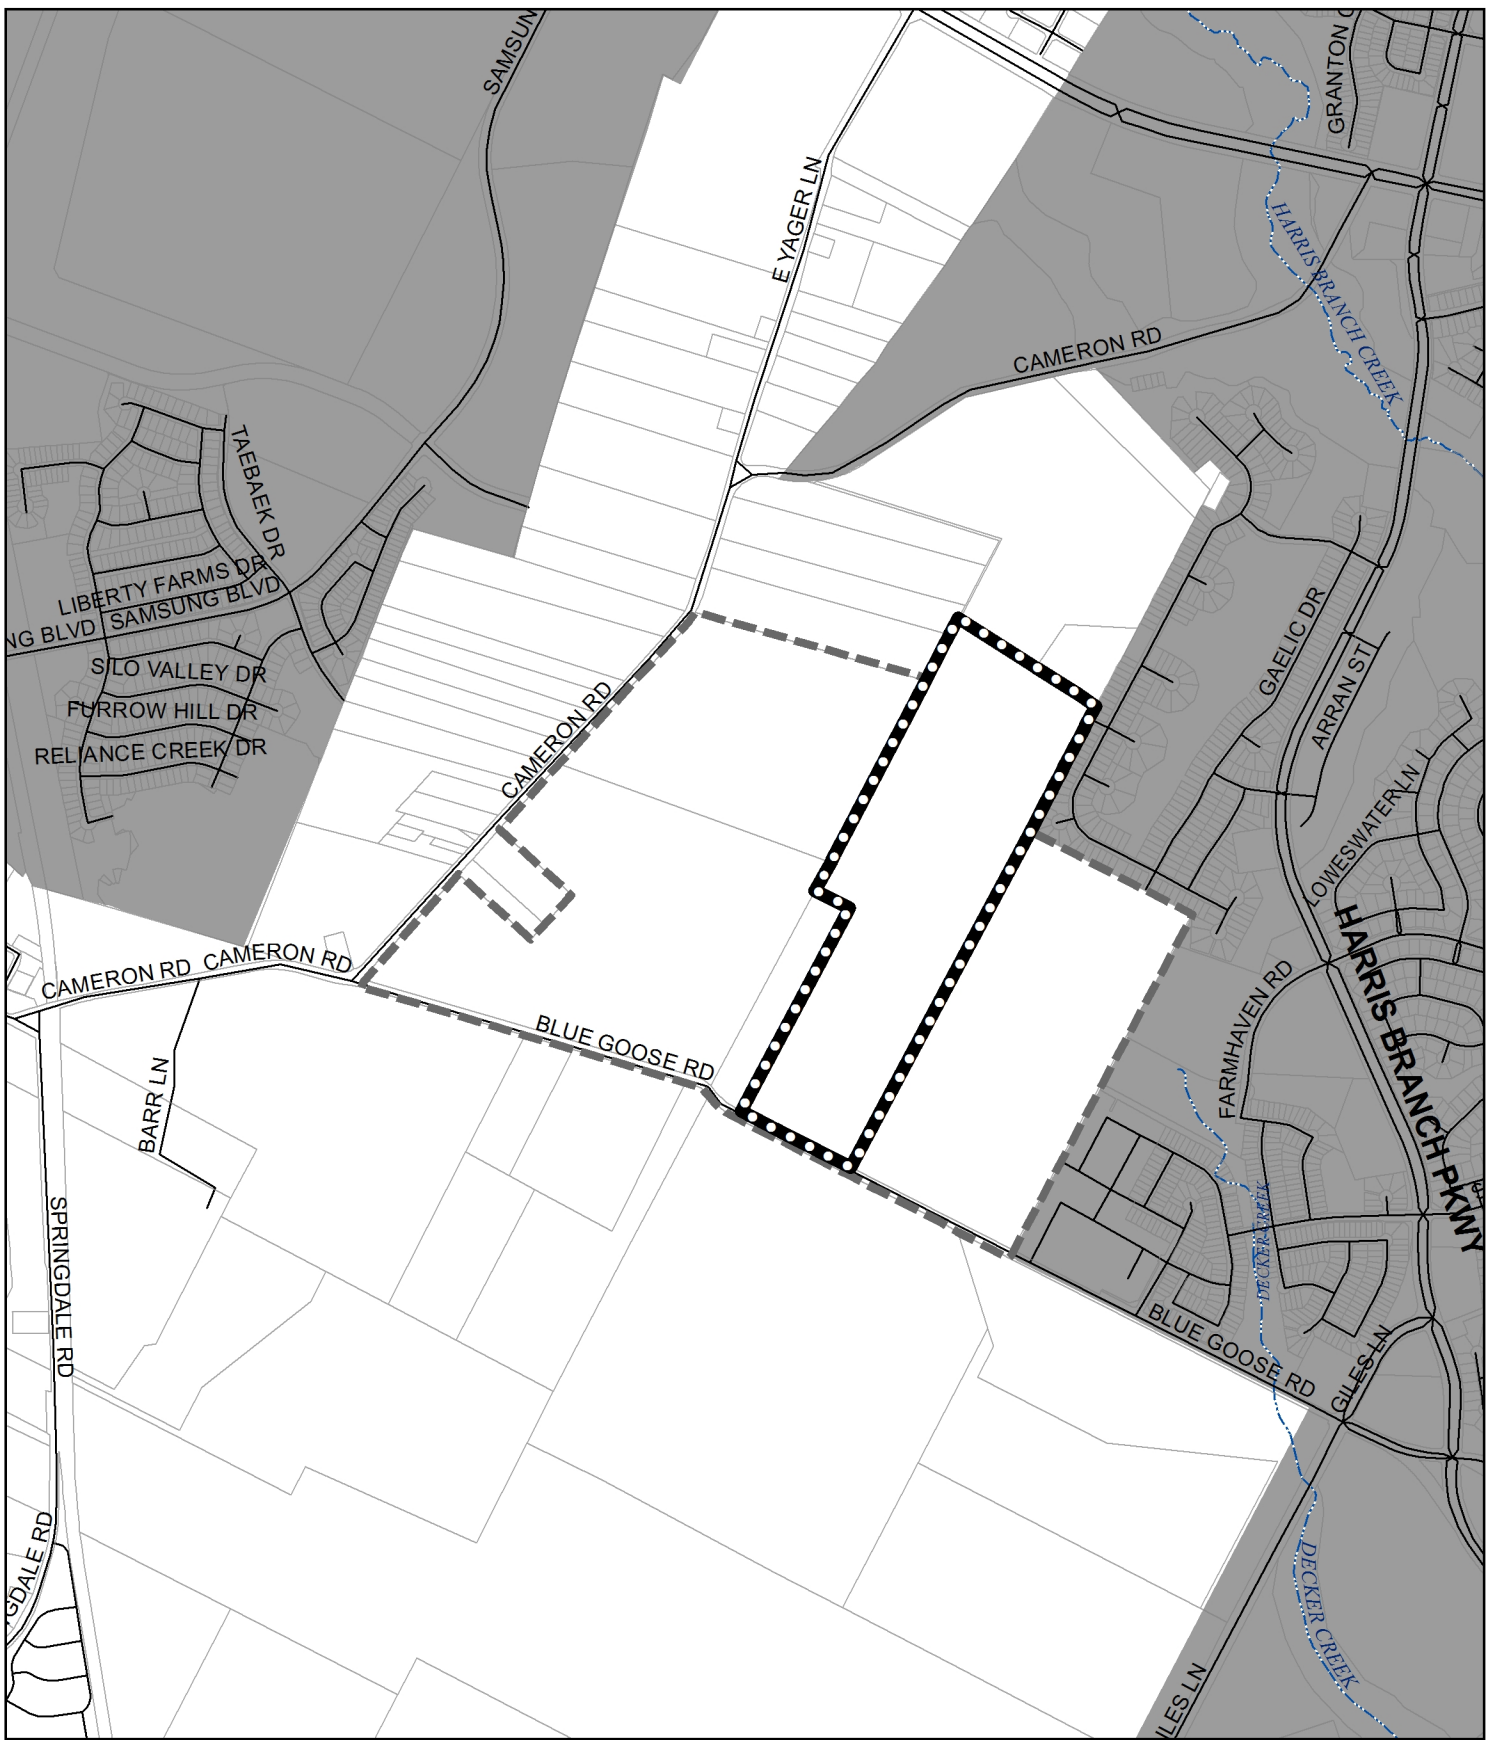 SAMSUN
GRANTON
E YAGER LN
HARRIS BRANCH CREEK
CAMERON RD
TAEBAEK DR
LIBERTY FARMS DR
NG BLVD
SAMSUNG BLVD
SILO VALLEY DR
FURROW HILL DR
RELIANCE CREEK DR
CAMERON RD
GAELIC DR
ARRAN ST
LOWESWATER LN
HARRIS BRANCH PKWY
CAMERON RD
CAMERON RD
BLUE GOOSE RD
FARMHAVEN RD
BARR LN
DECKER CREEK
SPRINGDALE RD
BLUE GOOSE RD
GILES LN
GDALE RD
DECKER CREEK
ILES LN